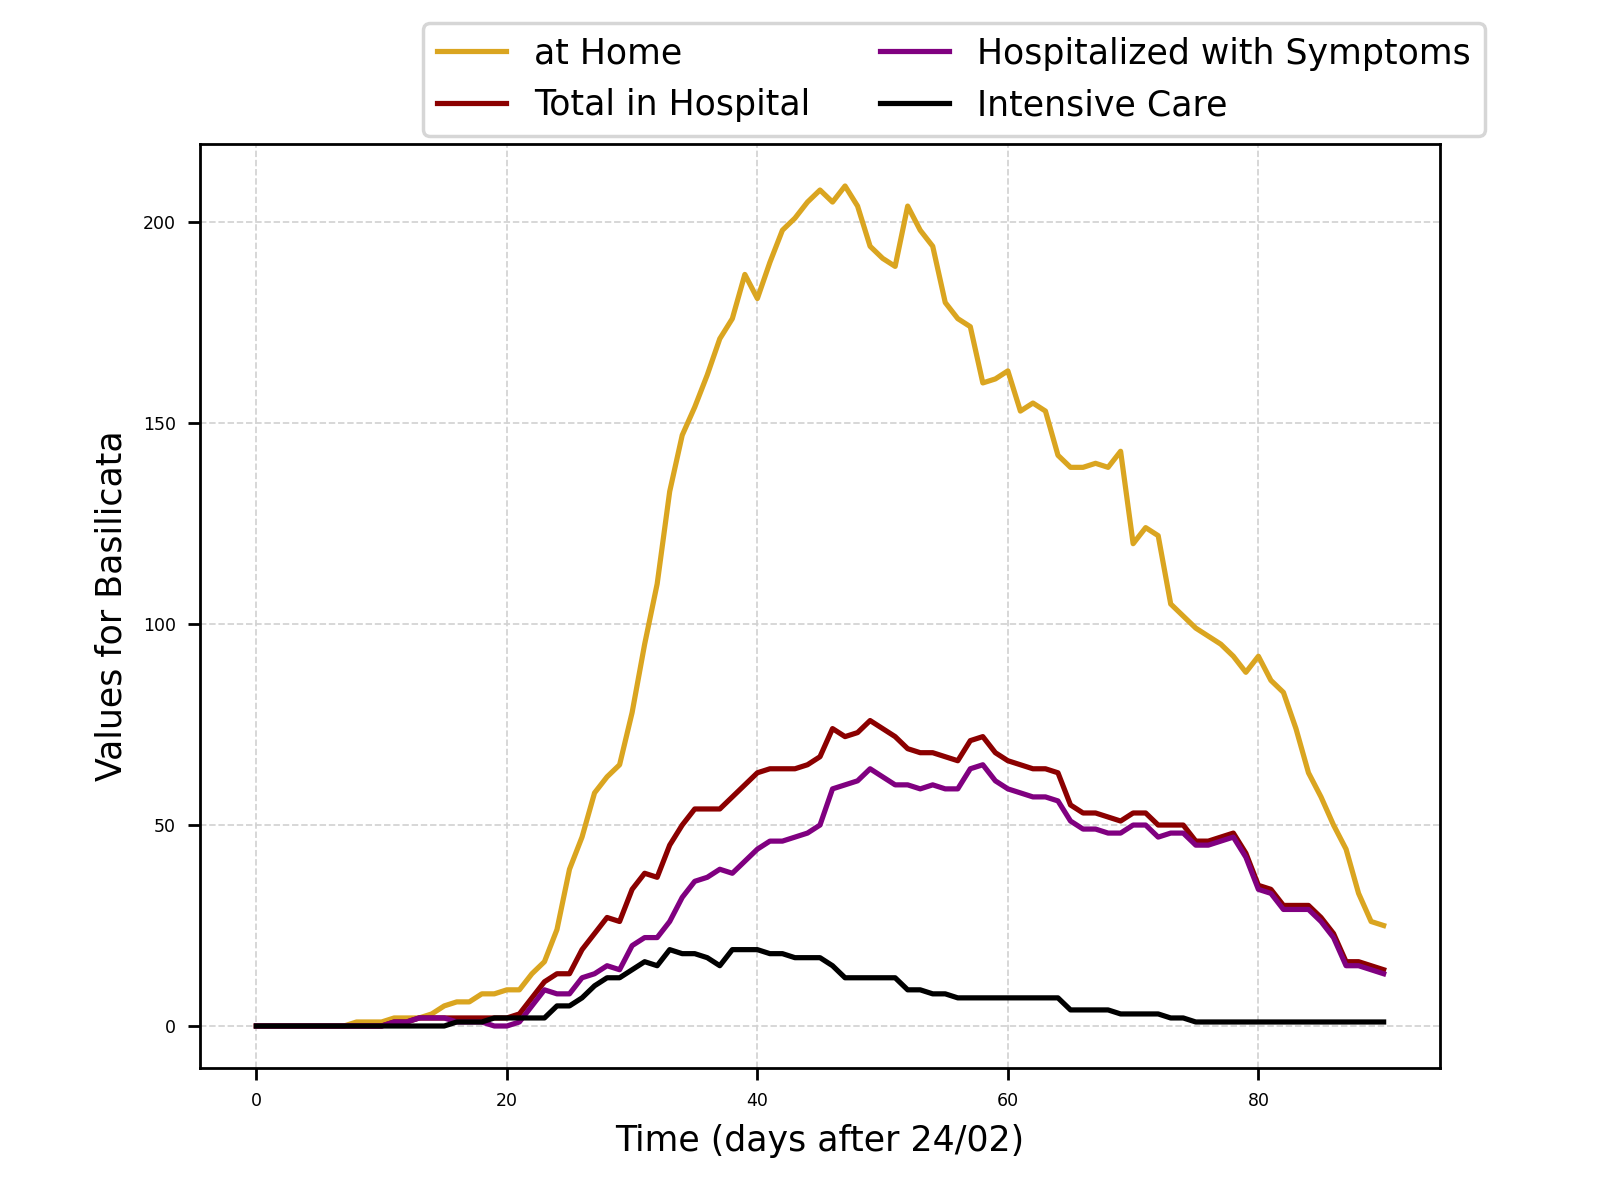 at Home
Total in Hospital
Hospitalized with Symptoms
Intensive Care
Values for Basilicata
200
150
100
50
0
0 20 40 60 80
Time (days after 24/02)